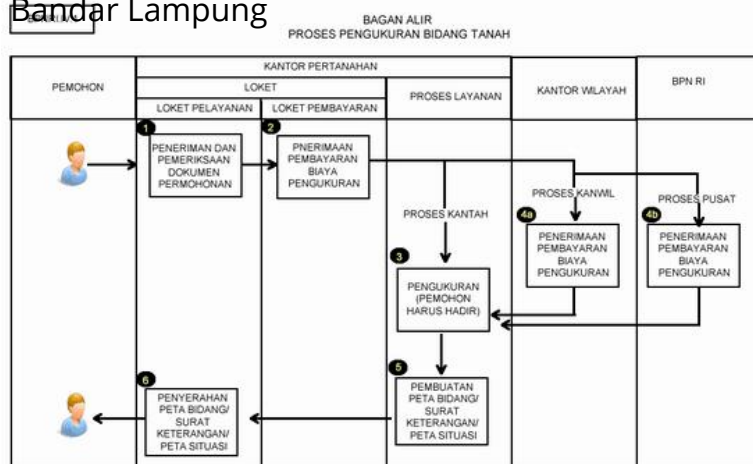 Bandar Lampung
BAGAN ALIR
PROSES PENGUKURAN BIDANG TANAH
PEMOHON
KANTOR PERTANAHAN
LOKET
LOKET PELAYANAN
LOKET PEMBAYARAN
PROSES LAYANAN
KANTOR WILAYAH
BPN RI
1
PENERIMAN DAN
PEMERIKSAAN
DOKUMEN
PERMOHONAN
2
PNERIMAAN
PEMBAYARAN
BIAYA
PENGUKURAN
PROSES KANTAH
PROSES KANWIL
PROSES PUSAT
3
PENGUKURAN
(PEMOHON
HARUS HADIR)
4a
PENERIMAAN
PEMBAYARAN
BIAYA
PENGUKURAN
4b
PENERIMAAN
PEMBAYARAN
BIAYA
PENGUKURAN
5
PEMBUATAN
PETA BIDANG/
SURAT
KETERANGAN/
PETA SITUASI
6
PENYERAHAN
PETA BIDANG/
SURAT
KETERANGAN/
PETA SITUASI